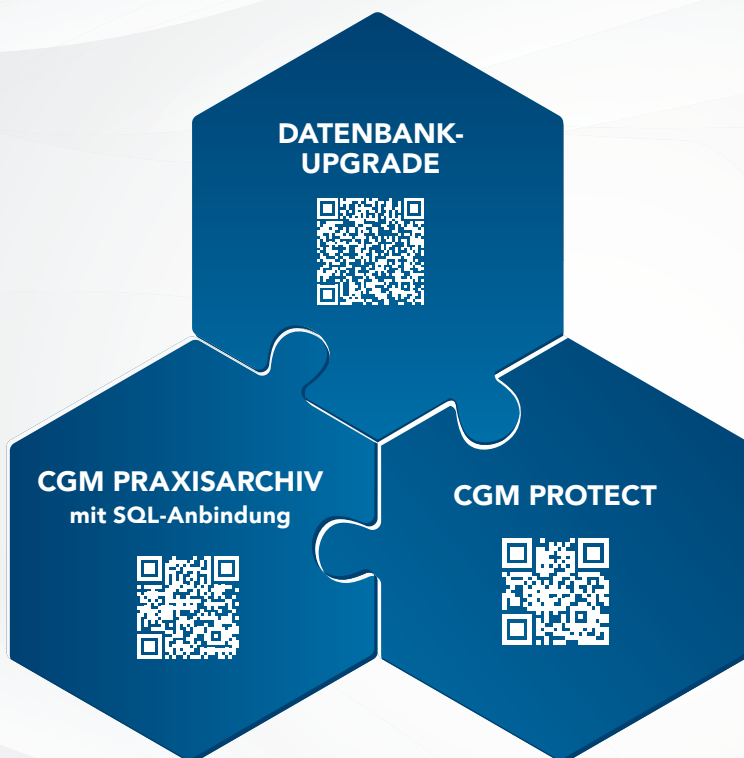 DATENBANK-
UPGRADE
CGM PRAXISARCHIV
mit SQL-Anbindung
CGM PROTECT